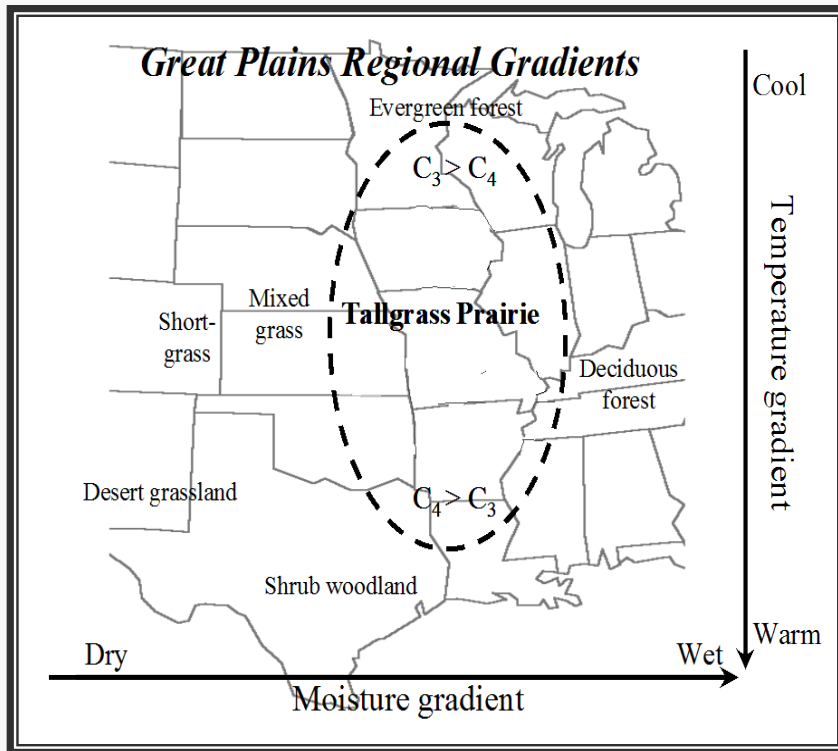 Great Plains Regional Gradients
Cool
Evergreen forest
C₃ > C₄
Temperature gradient
Mixed
grass
Tallgrass Prairie
Short-
grass
Deciduous
forest
Desert grassland
C₄ > C₃
Shrub woodland
Warm
Dry
Wet
Moisture gradient